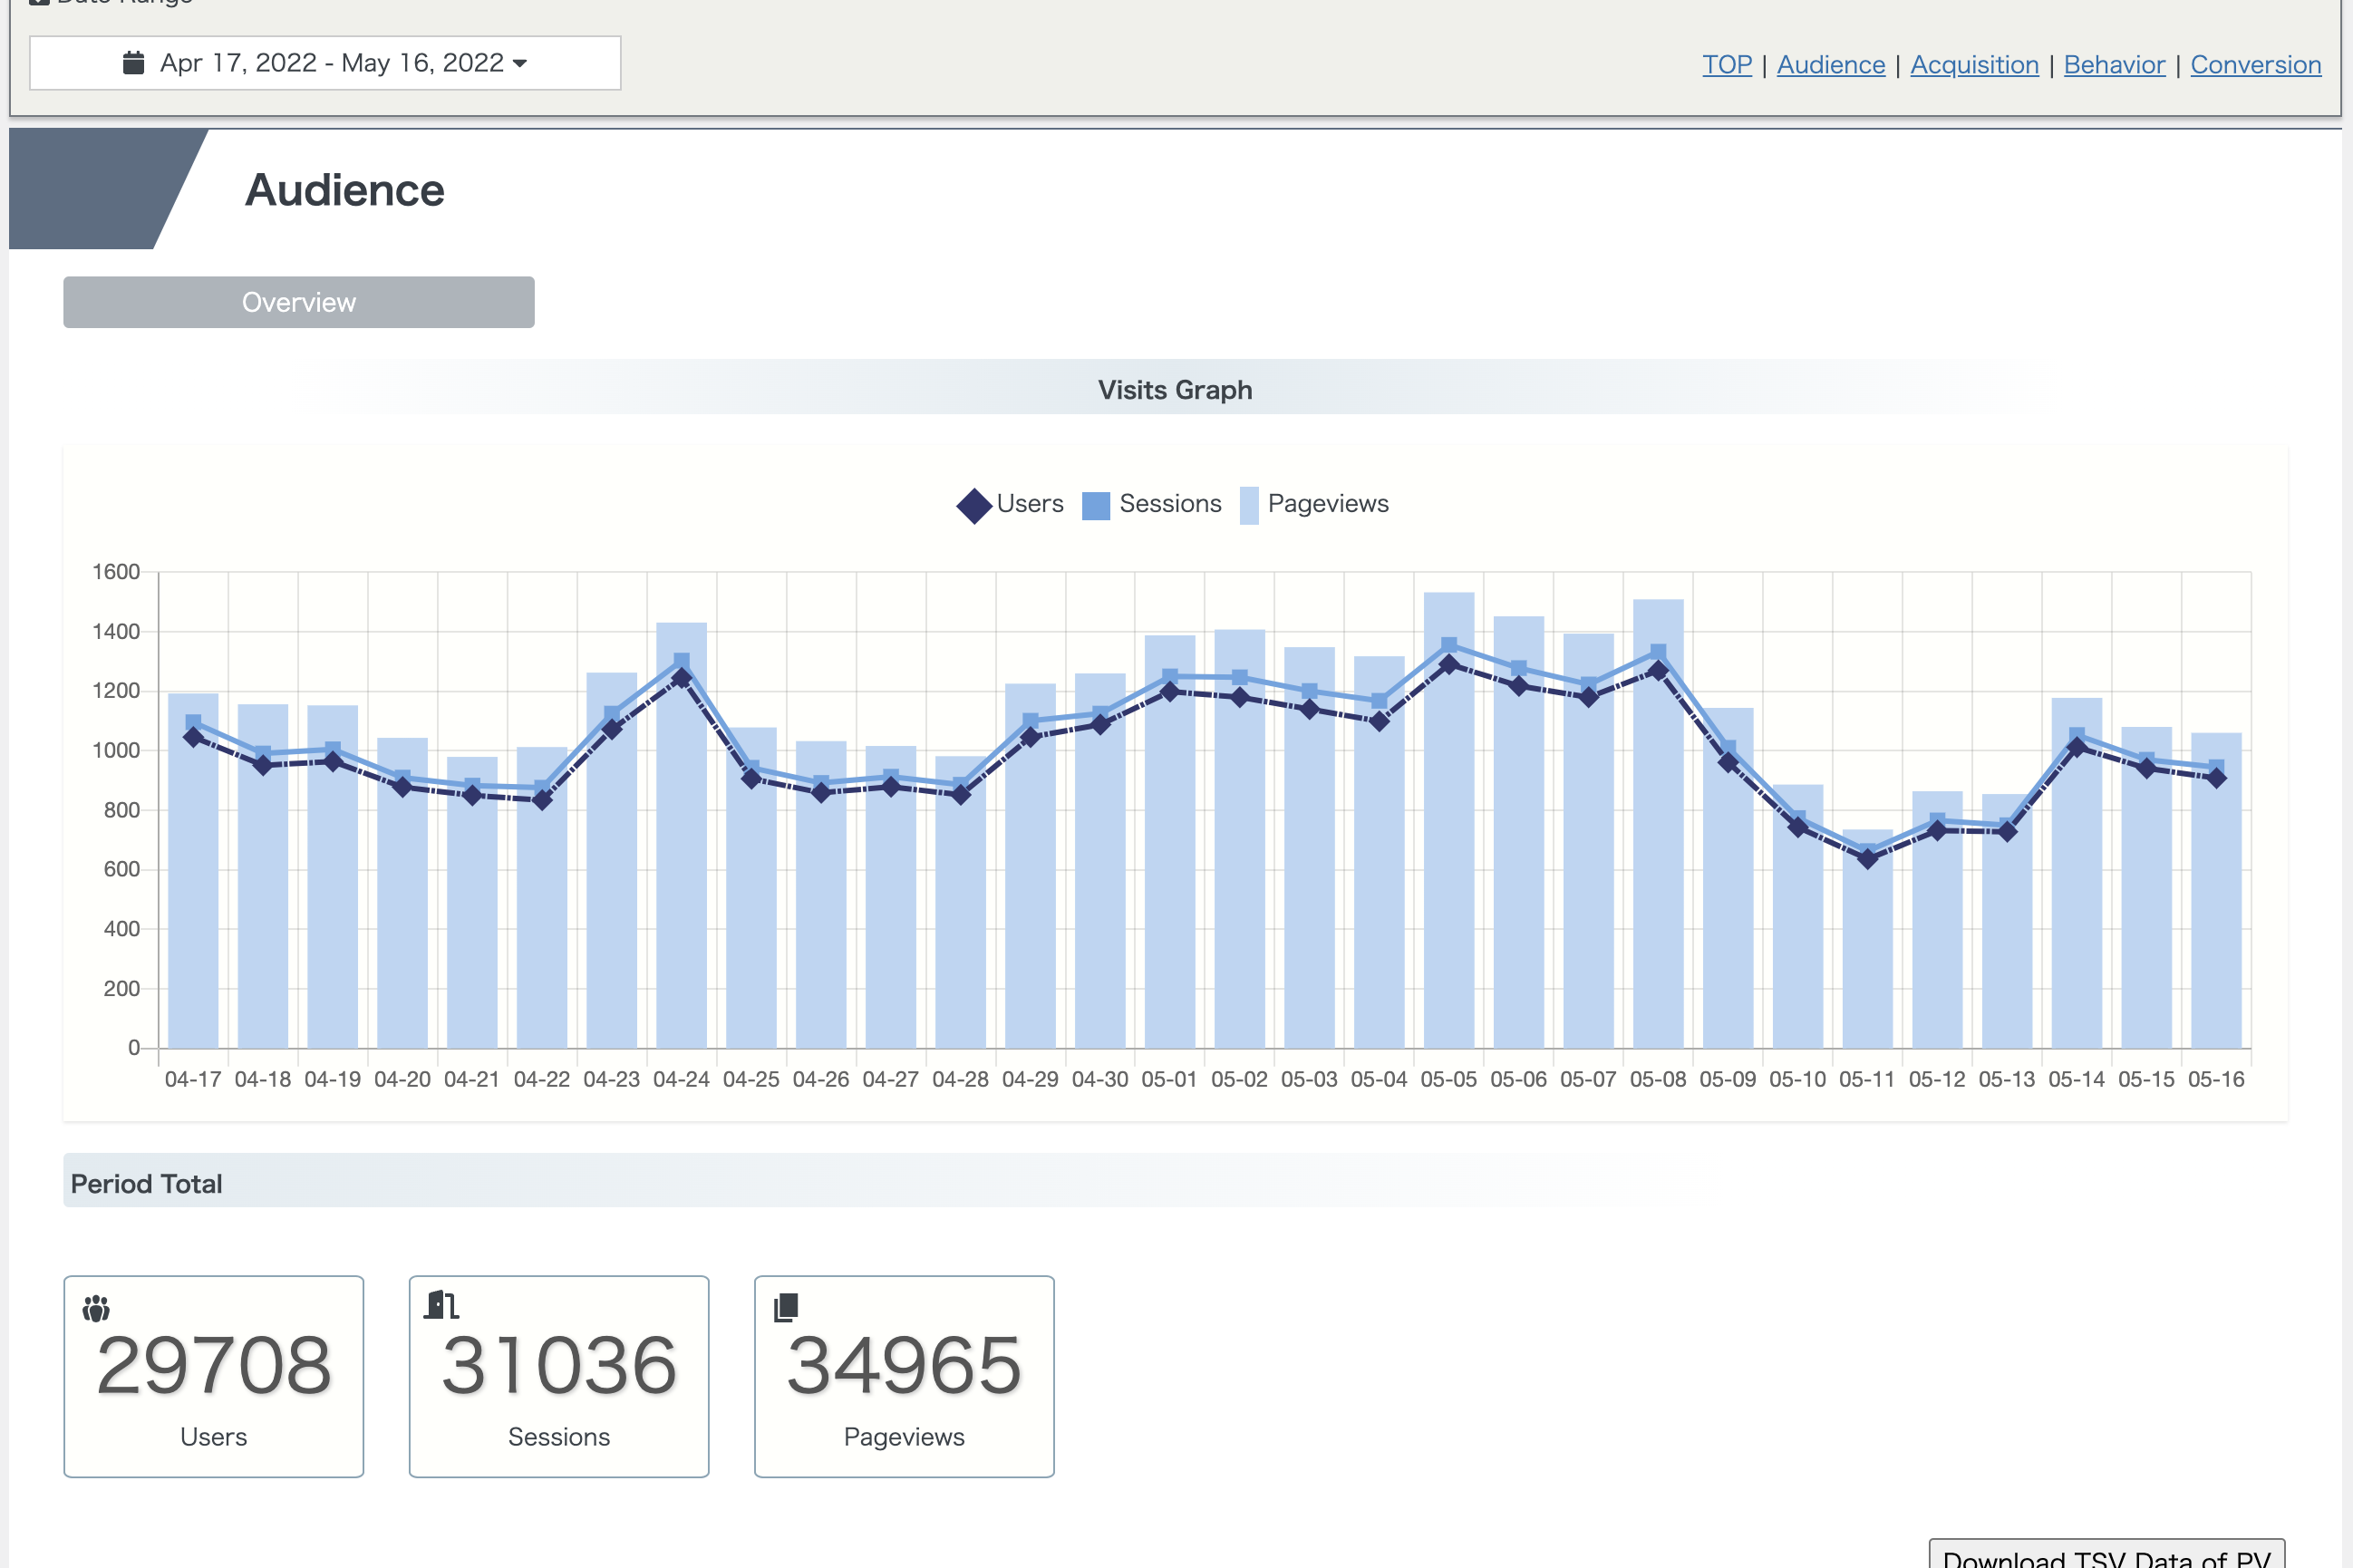 Date Range
Apr 17, 2022 - May 16, 2022
TOP | Audience | Acquisition | Behavior | Conversion
Audience
Overview
Visits Graph
Users Sessions Pageviews
1600
1400
1200
1000
800
600
400
200
0
04-17 04-18 04-19 04-20 04-21 04-22 04-23 04-24 04-25 04-26 04-27 04-28 04-29 04-30 05-01 05-02 05-03 05-04 05-05 05-06 05-07 05-08 05-09 05-10 05-11 05-12 05-13 05-14 05-15 05-16
Period Total
29708 31036 34965
Users Sessions Pageviews
Download TSV Data of PV